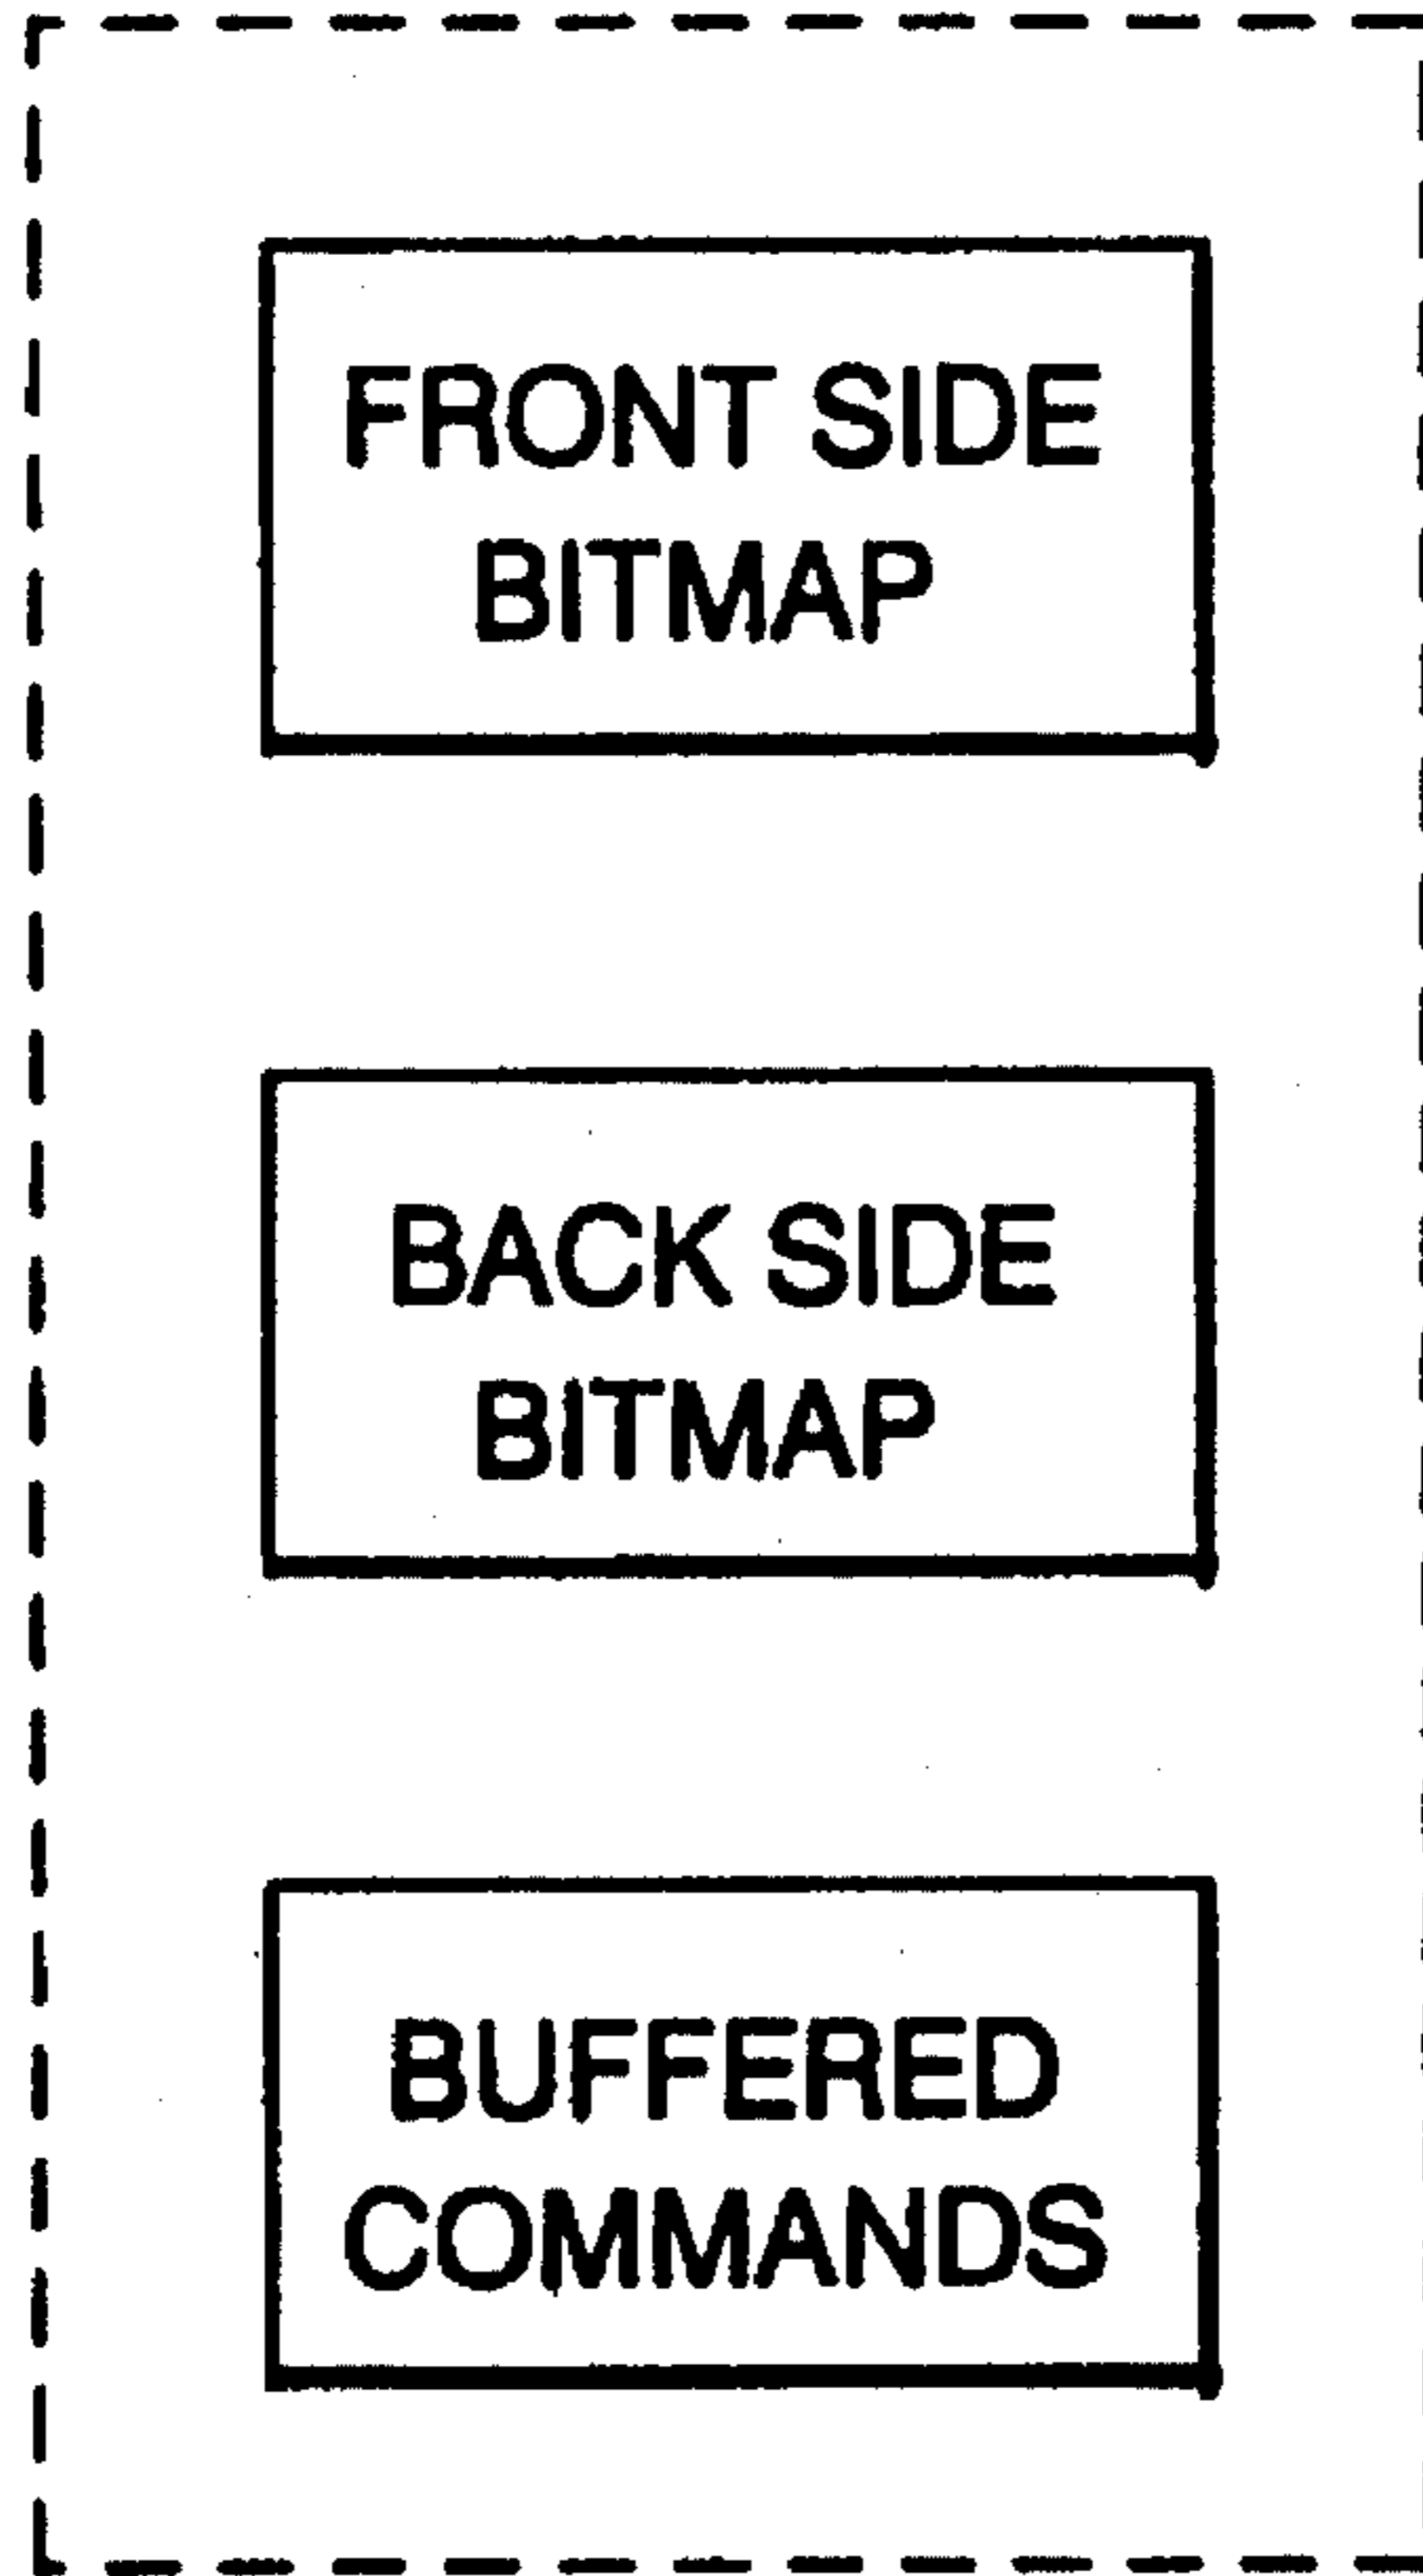 FRONT SIDE
BITMAP
BACK SIDE
BITMAP
BUFFERED
COMMANDS